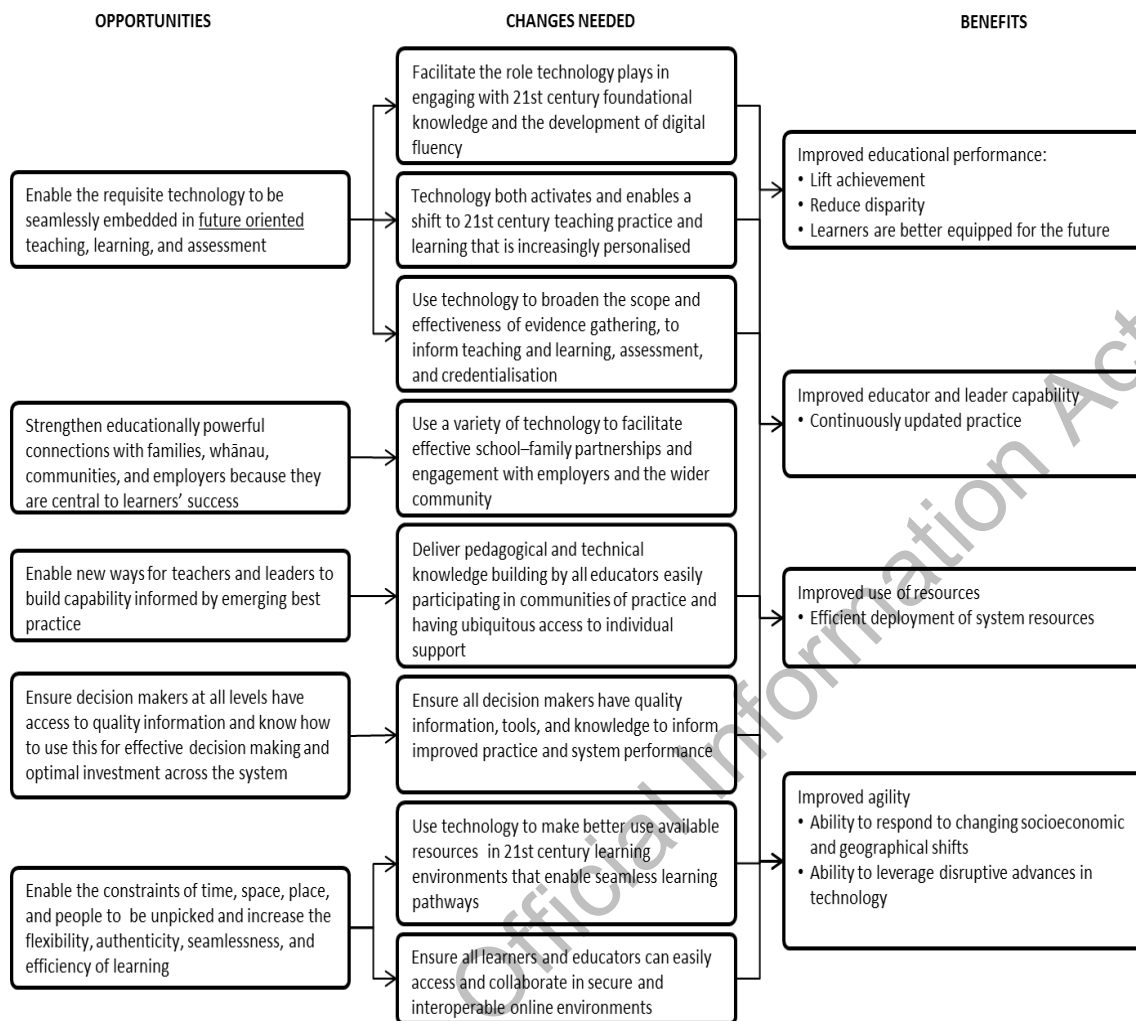 OPPORTUNITIES
CHANGES NEEDED
BENEFITS
Enable the requisite technology to be
seamlessly embedded in future oriented
teaching, learning, and assessment
Strengthen educationally powerful
connections with families, whānau,
communities, and employers because they
are central to learners' success
Enable new ways for teachers and leaders to
build capability informed by emerging best
practice
Ensure decision makers at all levels have
access to quality information and know how
to use this for effective decision making and
optimal investment across the system
Enable the constraints of time, space, place,
and people to be unpicked and increase the
flexibility, authenticity, seamlessness, and
efficiency of learning
Facilitate the role technology plays in
engaging with 21st century foundational
knowledge and the development of digital
fluency
Technology both activates and enables a
shift to 21st century teaching practice and
learning that is increasingly personalised
Use technology to broaden the scope and
effectiveness of evidence gathering, to
inform teaching and learning, assessment,
and credentialisation
Use a variety of technology to facilitate
effective school–family partnerships and
engagement with employers and the wider
community
Deliver pedagogical and technical
knowledge building by all educators easily
participating in communities of practice and
having ubiquitous access to individual
support
Ensure all decision makers have quality
information, tools, and knowledge to inform
improved practice and system performance
Use technology to make better use available
resources in 21st century learning
environments that enable seamless learning
pathways
Ensure all learners and educators can easily
access and collaborate in secure and
interoperable online environments
Improved educational performance:
• Lift achievement
• Reduce disparity
• Learners are better equipped for the future
Improved educator and leader capability
• Continuously updated practice
Improved use of resources
• Efficient deployment of system resources
Improved agility
• Ability to respond to changing socioeconomic
and geographical shifts
• Ability to leverage disruptive advances in
technology
Official Information Act